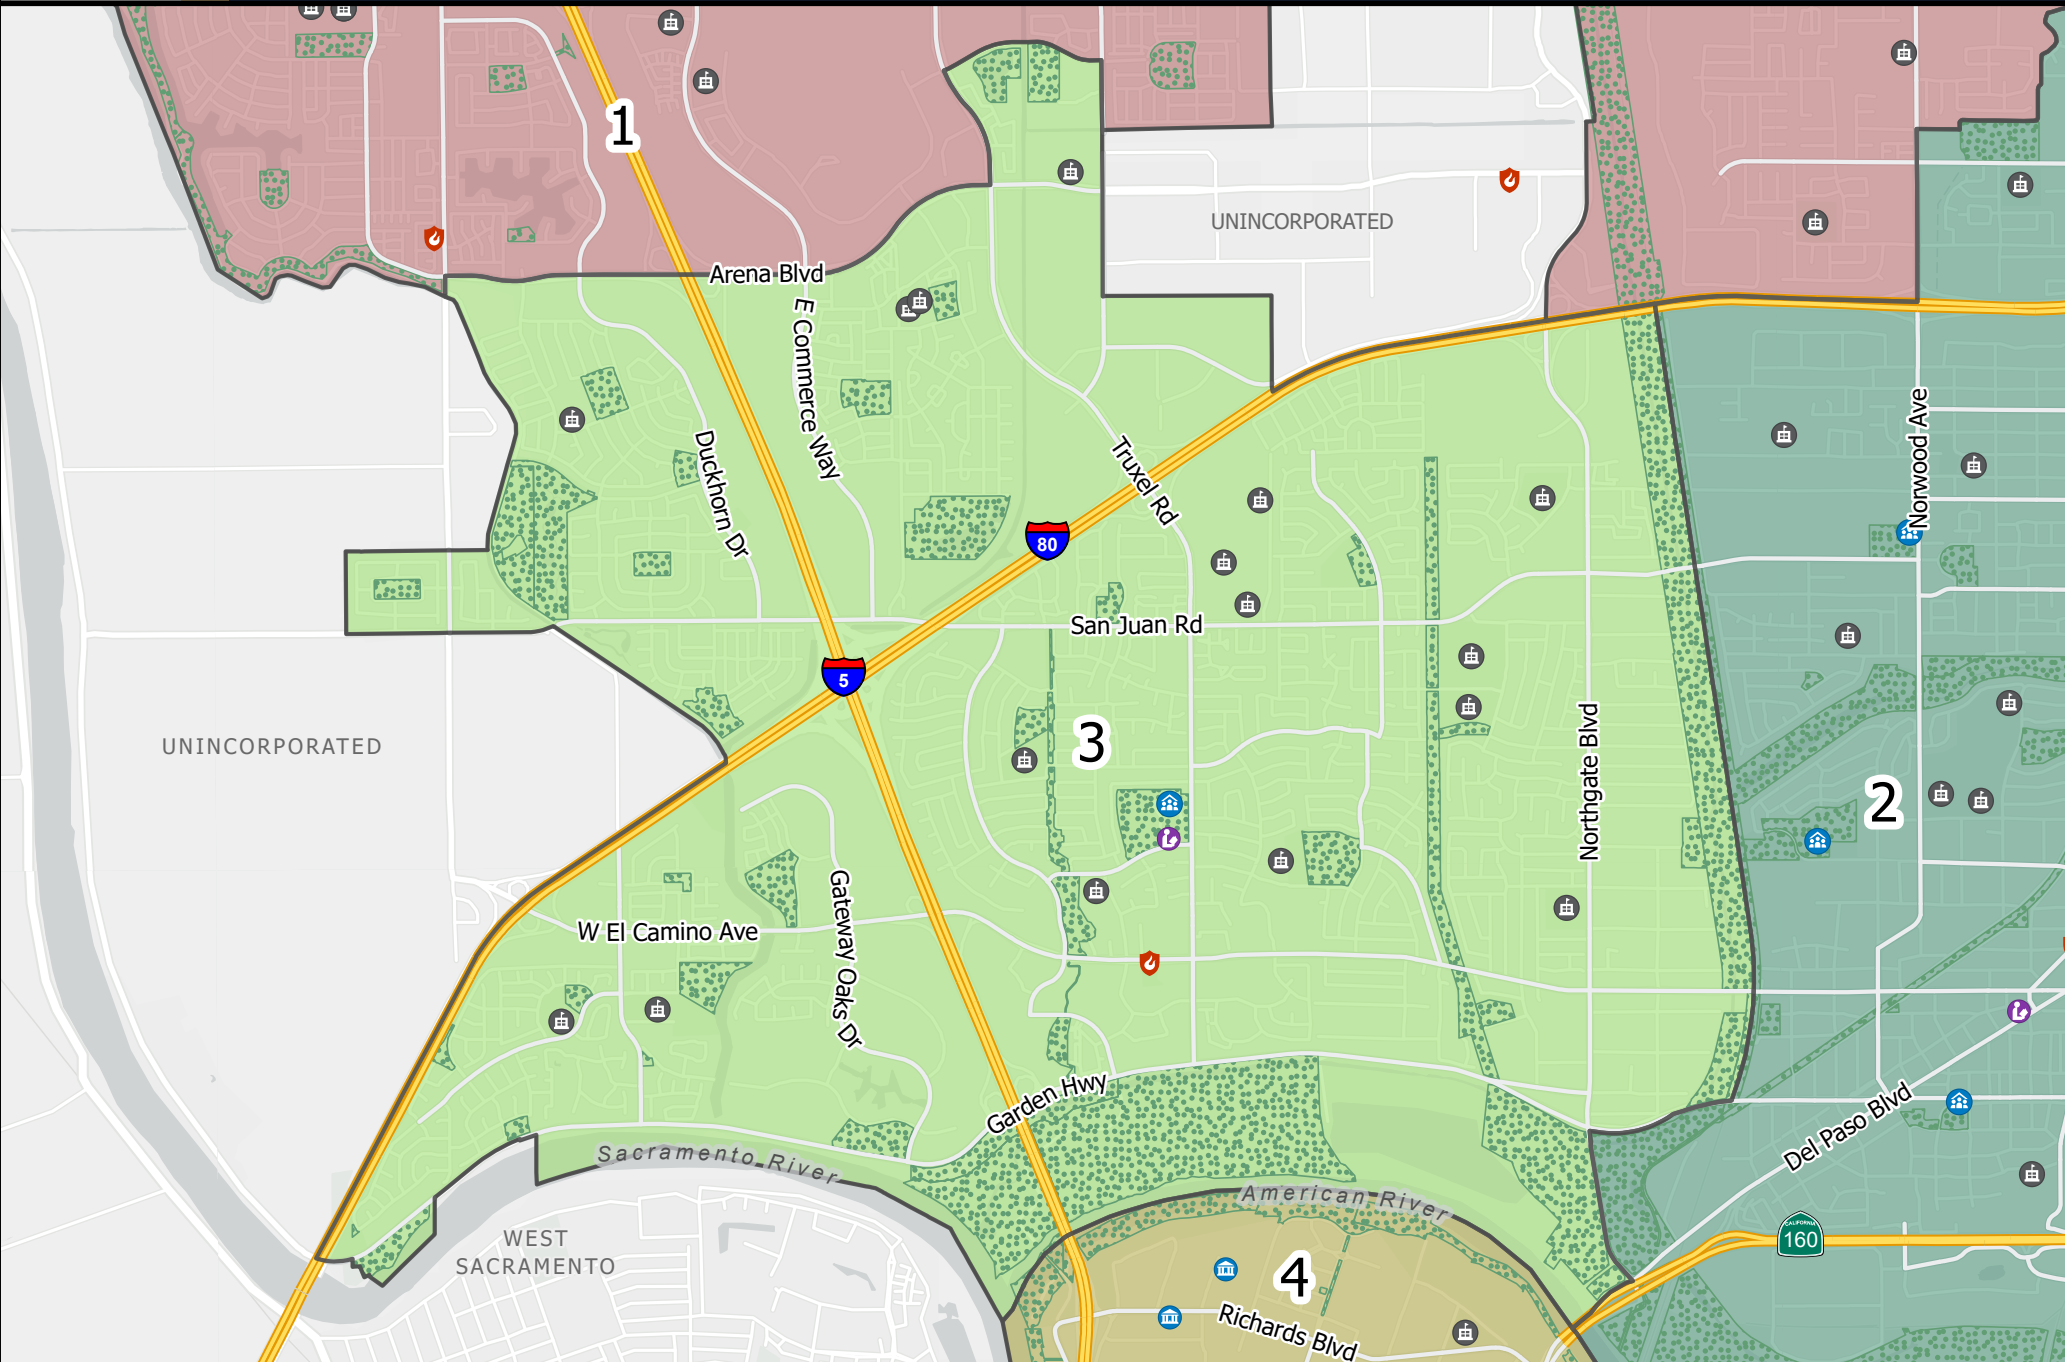 1
UNINCORPORATED
Arena Blvd
E Commerce Way
Duckhorn Dr
Truxel Rd
Norwood Ave
80
San Juan Rd
5
UNINCORPORATED
3
Northgate Blvd
2
Gateway Oaks Dr
W El Camino Ave
Garden Hwy
Del Paso Blvd
Sacramento River
American River
WEST
SACRAMENTO
CALIFORNIA
160
4
Richards Blvd